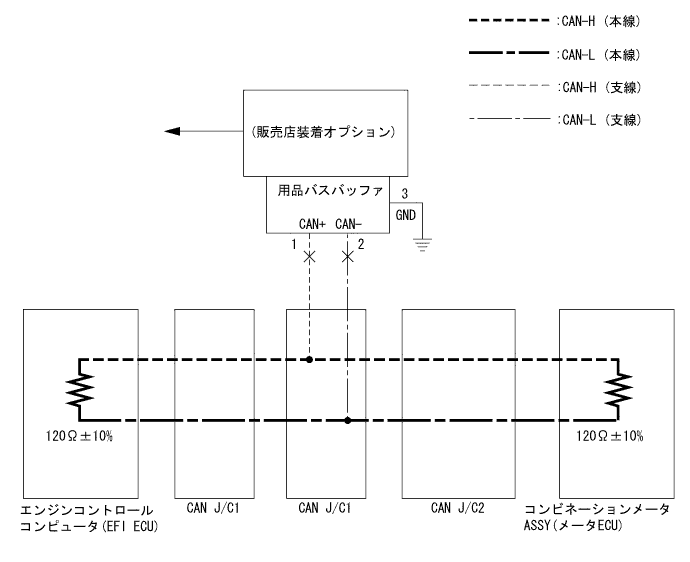 :CAN-H (本線)
:CAN-L (本線)
:CAN-H (支線)
:CAN-L (支線)
(販売店装着オプション)
用品バスバッファ
3
GND
CAN+ CAN-
1
2
120Ω±10%
120Ω±10%
エンジンコントロール
コンピュータ(EFI ECU)
CAN J/C1
CAN J/C1
CAN J/C2
コンビネーションメータ
ASSY(メータECU)